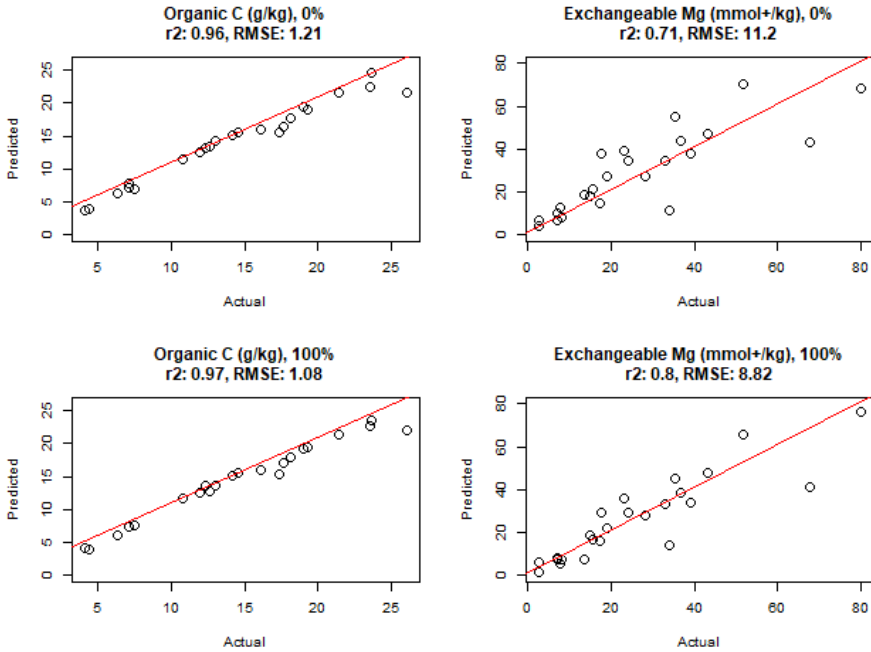 Organic C (g/kg), 0%
r2: 0.96, RMSE: 1.21
Predicted
25
20
15
10
5
0
5 10 15 20 25
Actual
Exchangeable Mg (mmol+/kg), 0%
r2: 0.71, RMSE: 11.2
Predicted
80
60
40
20
0
0 20 40 60 80
Actual
Organic C (g/kg), 100%
r2: 0.97, RMSE: 1.08
Predicted
25
20
15
10
5
0
5 10 15 20 25
Actual
Exchangeable Mg (mmol+/kg), 100%
r2: 0.8, RMSE: 8.82
Predicted
80
60
40
20
0
0 20 40 60 80
Actual